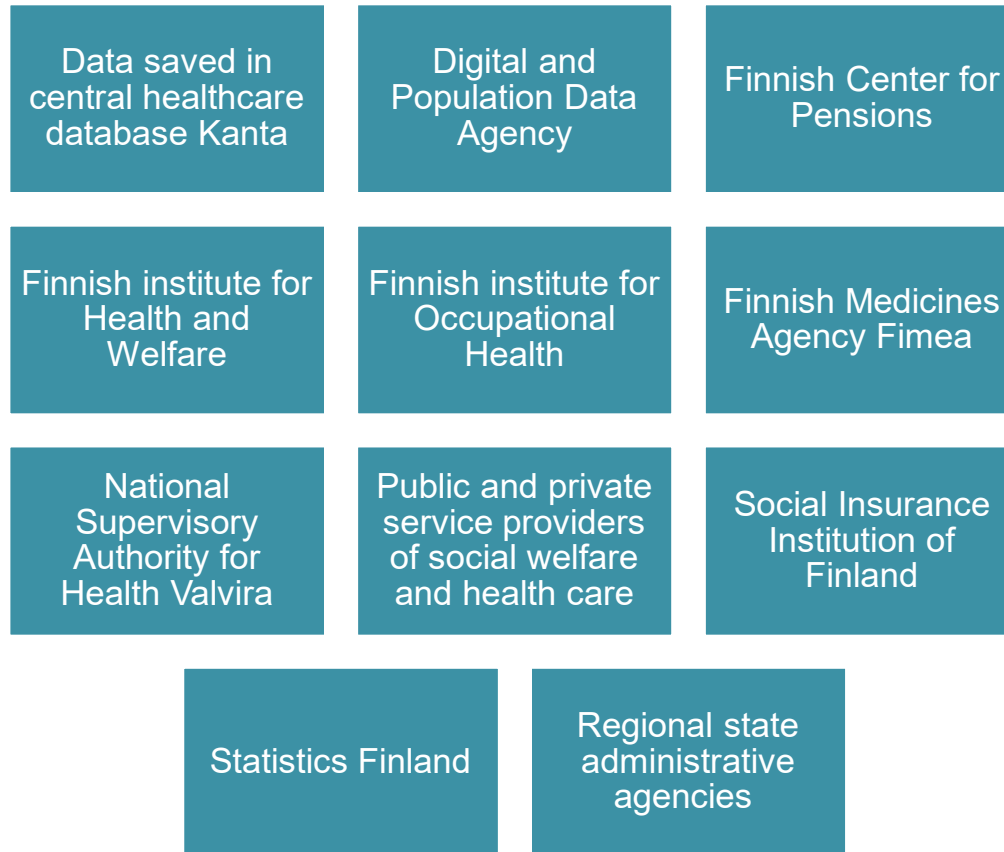 Data saved in
central healthcare
database Kanta
Digital and
Population Data
Agency
Finnish Center for
Pensions
Finnish institute for
Health and
Welfare
Finnish institute for
Occupational
Health
Finnish Medicines
Agency Fimea
National
Supervisory
Authority for
Health Valvira
Public and private
service providers
of social welfare
and health care
Social Insurance
Institution of
Finland
Statistics Finland
Regional state
administrative
agencies